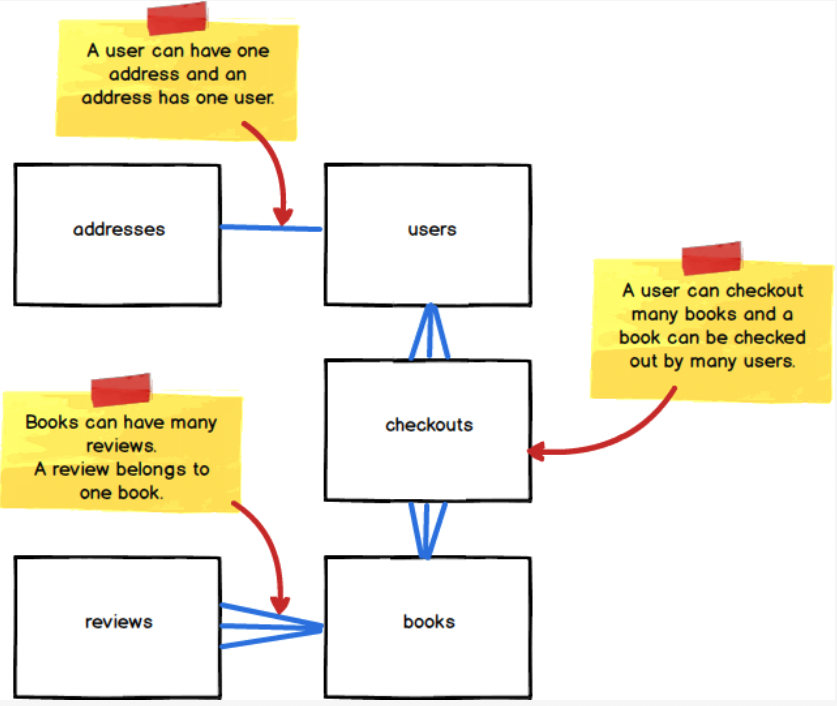 A user can have one
address and an
address has one user.
addresses
users
A user can checkout
many books and a
book can be checked
out by many users.
checkouts
Books can have many
reviews.
A review belongs to
one book.
reviews
books